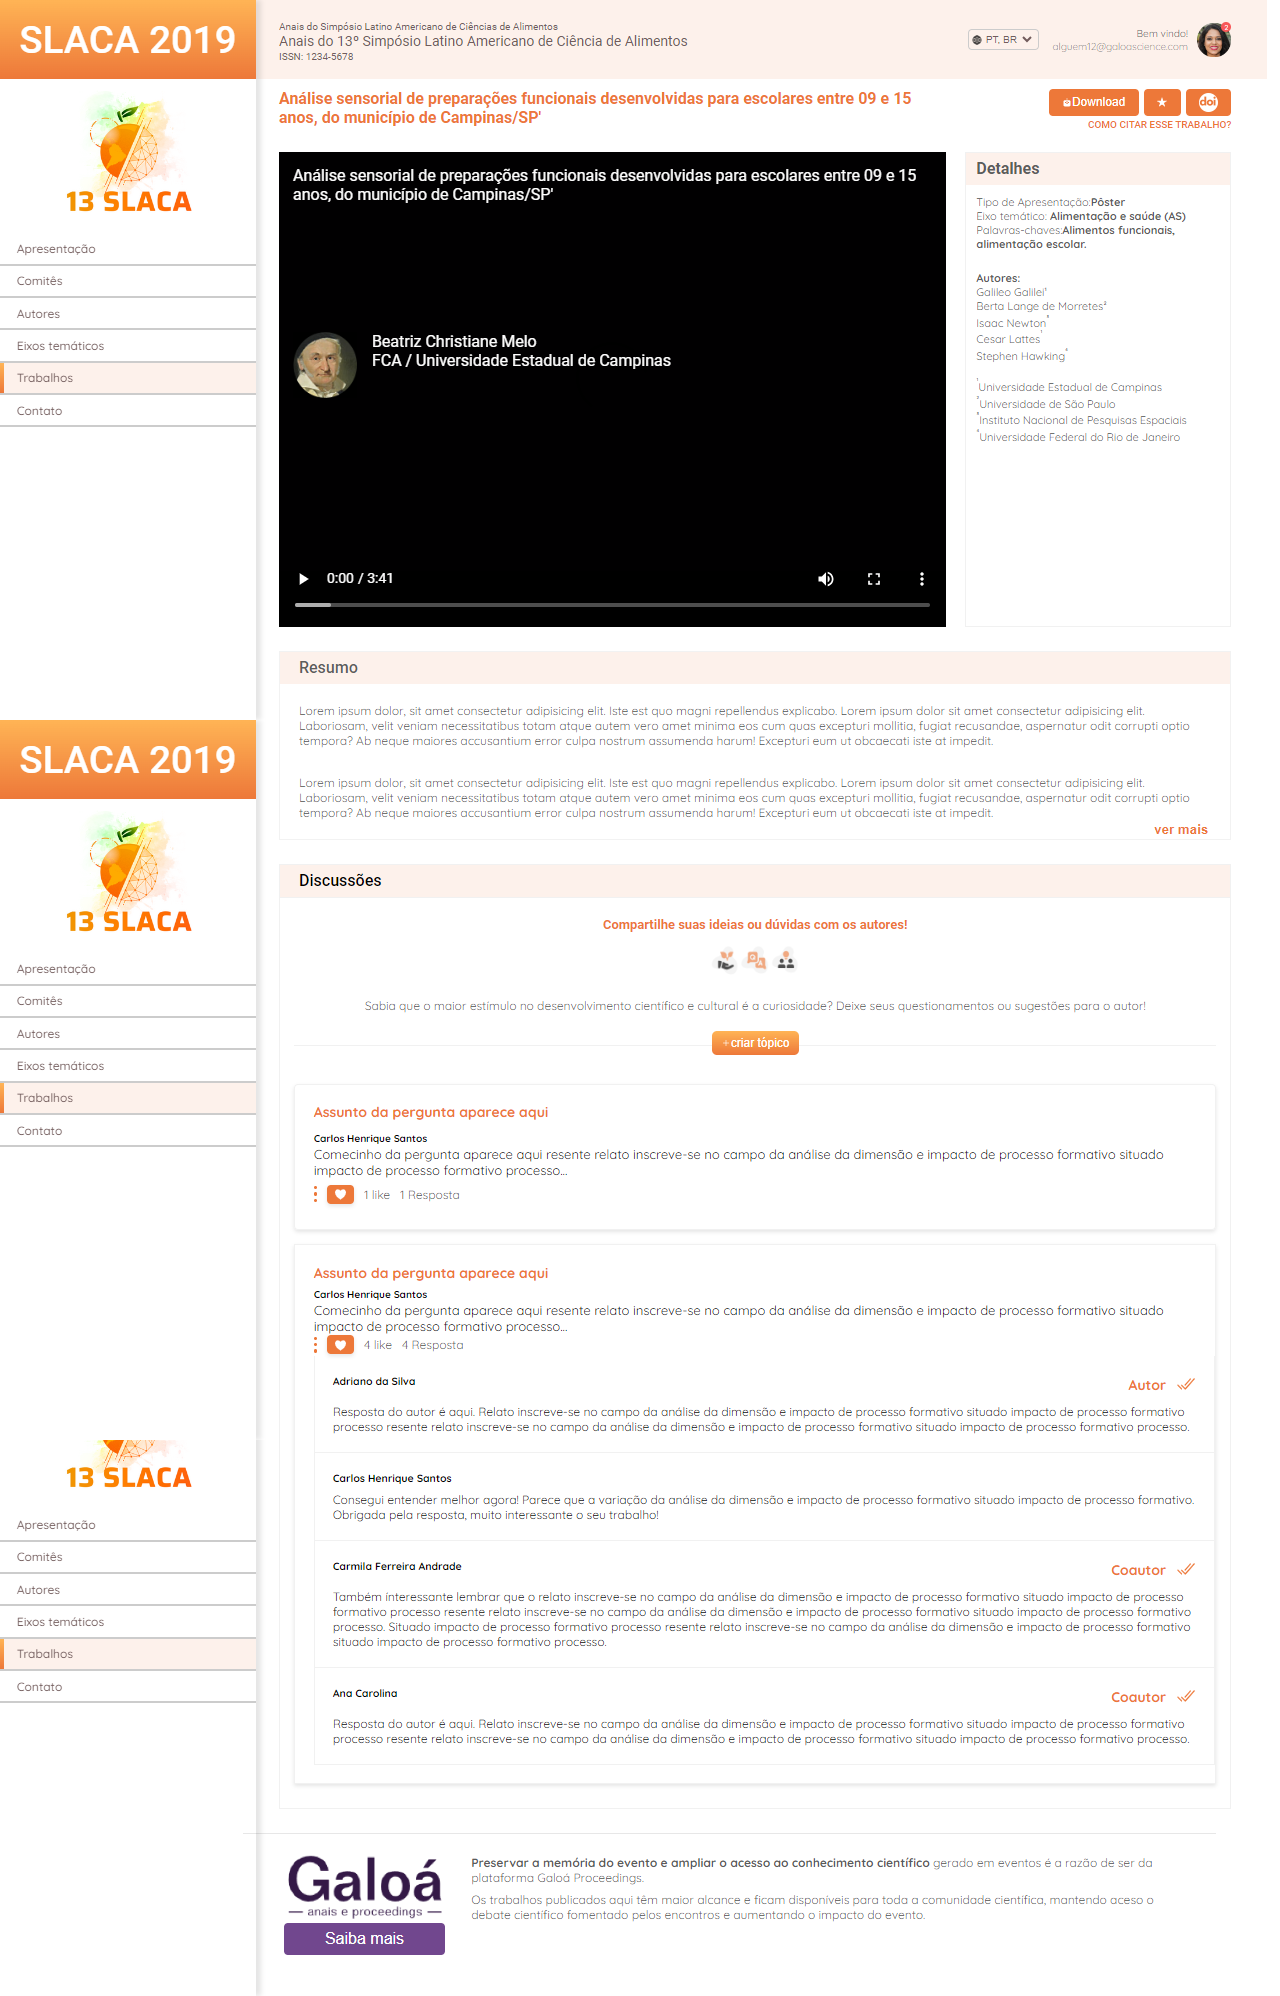 SLACA 2019
13 SLACA
Apresentação
Comitês
Autores
Eixos temáticos
Trabalhos
Contato
Anais do Simpósio Latino Americano de Ciências de Alimentos
Anais do 13º Simpósio Latino Americano de Ciência de Alimentos
ISSN: 1234-5678
PT, BR
Bem vindo!
alguem12@galoascience.com
2
Análise sensorial de preparações funcionais desenvolvidas para escolares entre 09 e 15
anos, do município de Campinas/SP'
Download
doi
COMO CITAR ESSE TRABALHO?
Análise sensorial de preparações funcionais desenvolvidas para escolares entre 09 e 15
anos, do município de Campinas/SP'
Beatriz Christiane Melo
FCA / Universidade Estadual de Campinas
0:00 / 3:41
Detalhes
Tipo de Apresentação:Pôster
Eixo temático: Alimentação e saúde (AS)
Palavras-chaves:Alimentos funcionais,
alimentação escolar.
Autores:
Galileo Galilei¹
Berta Lange de Morretes²
Isaac Newton³
Cesar Lattes¹
Stephen Hawking⁴
¹Universidade Estadual de Campinas
²Universidade de São Paulo
³Instituto Nacional de Pesquisas Espaciais
⁴Universidade Federal do Rio de Janeiro
Resumo
Lorem ipsum dolor, sit amet consectetur adipisicing elit. Iste est quo magni repellendus explicabo. Lorem ipsum dolor sit amet consectetur adipisicing elit.
Laboriosam, velit veniam necessitatibus totam atque autem vero amet minima eos cum quas excepturi mollitia, fugiat recusandae, aspernatur odit corrupti optio
tempora? Ab neque maiores accusantium error culpa nostrum assumenda harum! Excepturi eum ut obcaecati iste at impedit.
Lorem ipsum dolor, sit amet consectetur adipisicing elit. Iste est quo magni repellendus explicabo. Lorem ipsum dolor sit amet consectetur adipisicing elit.
Laboriosam, velit veniam necessitatibus totam atque autem vero amet minima eos cum quas excepturi mollitia, fugiat recusandae, aspernatur odit corrupti optio
tempora? Ab neque maiores accusantium error culpa nostrum assumenda harum! Excepturi eum ut obcaecati iste at impedit.
ver mais
SLACA 2019
13 SLACA
Apresentação
Comitês
Autores
Eixos temáticos
Trabalhos
Contato
Discussões
Compartilhe suas ideias ou dúvidas com os autores!
Sabia que o maior estímulo no desenvolvimento científico e cultural é a curiosidade? Deixe seus questionamentos ou sugestões para o autor!
+criar tòpico
Assunto da pergunta aparece aqui
Carlos Henrique Santos
Comecinho da pergunta aparece aqui resente relato inscreve-se no campo da análise da dimensão e impacto de processo formativo situado
impacto de processo formativo processo...
1 like 1 Resposta
Assunto da pergunta aparece aqui
Carlos Henrique Santos
Comecinho da pergunta aparece aqui resente relato inscreve-se no campo da análise da dimensão e impacto de processo formativo situado
impacto de processo formativo processo...
4 like 4 Resposta
Adriano da Silva
Autor
Resposta do autor é aqui. Relato inscreve-se no campo da análise da dimensão e impacto de processo formativo situado impacto de processo formativo
processo resente relato inscreve-se no campo da análise da dimensão e impacto de processo formativo situado impacto de processo formativo processo.
Carlos Henrique Santos
Consegui entender melhor agora! Parece que a variação da análise da dimensão e impacto de processo formativo situado impacto de processo formativo.
Obrigada pela resposta, muito interessante o seu trabalho!
Carmila Ferreira Andrade
Coautor
Também ínteressante lembrar que o relato inscreve-se no campo da análise da dimensão e impacto de processo formativo situado impacto de processo
formativo processo resente relato inscreve-se no campo da análise da dimensão e impacto de processo formativo situado impacto de processo formativo
processo. Situado impacto de processo formativo processo resente relato inscreve-se no campo da análise da dimensão e impacto de processo formativo
situado impacto de processo formativo processo.
Ana Carolina
Coautor
Resposta do autor é aqui. Relato inscreve-se no campo da análise da dimensão e impacto de processo formativo situado impacto de processo formativo
processo resente relato inscreve-se no campo da análise da dimensão e impacto de processo formativo situado impacto de processo formativo processo.
13 SLACA
Apresentação
Comitês
Autores
Eixos temáticos
Trabalhos
Contato
Galoá
anais e proceedings
Saiba mais
Preservar a memória do evento e ampliar o acesso ao conhecimento científico gerado em eventos é a razão de ser da
plataforma Galoá Proceedings.
Os trabalhos publicados aqui têm maior alcance e ficam disponíveis para toda a comunidade científica, mantendo aceso o
debate científico fomentado pelos encontros e aumentando o impacto do evento.